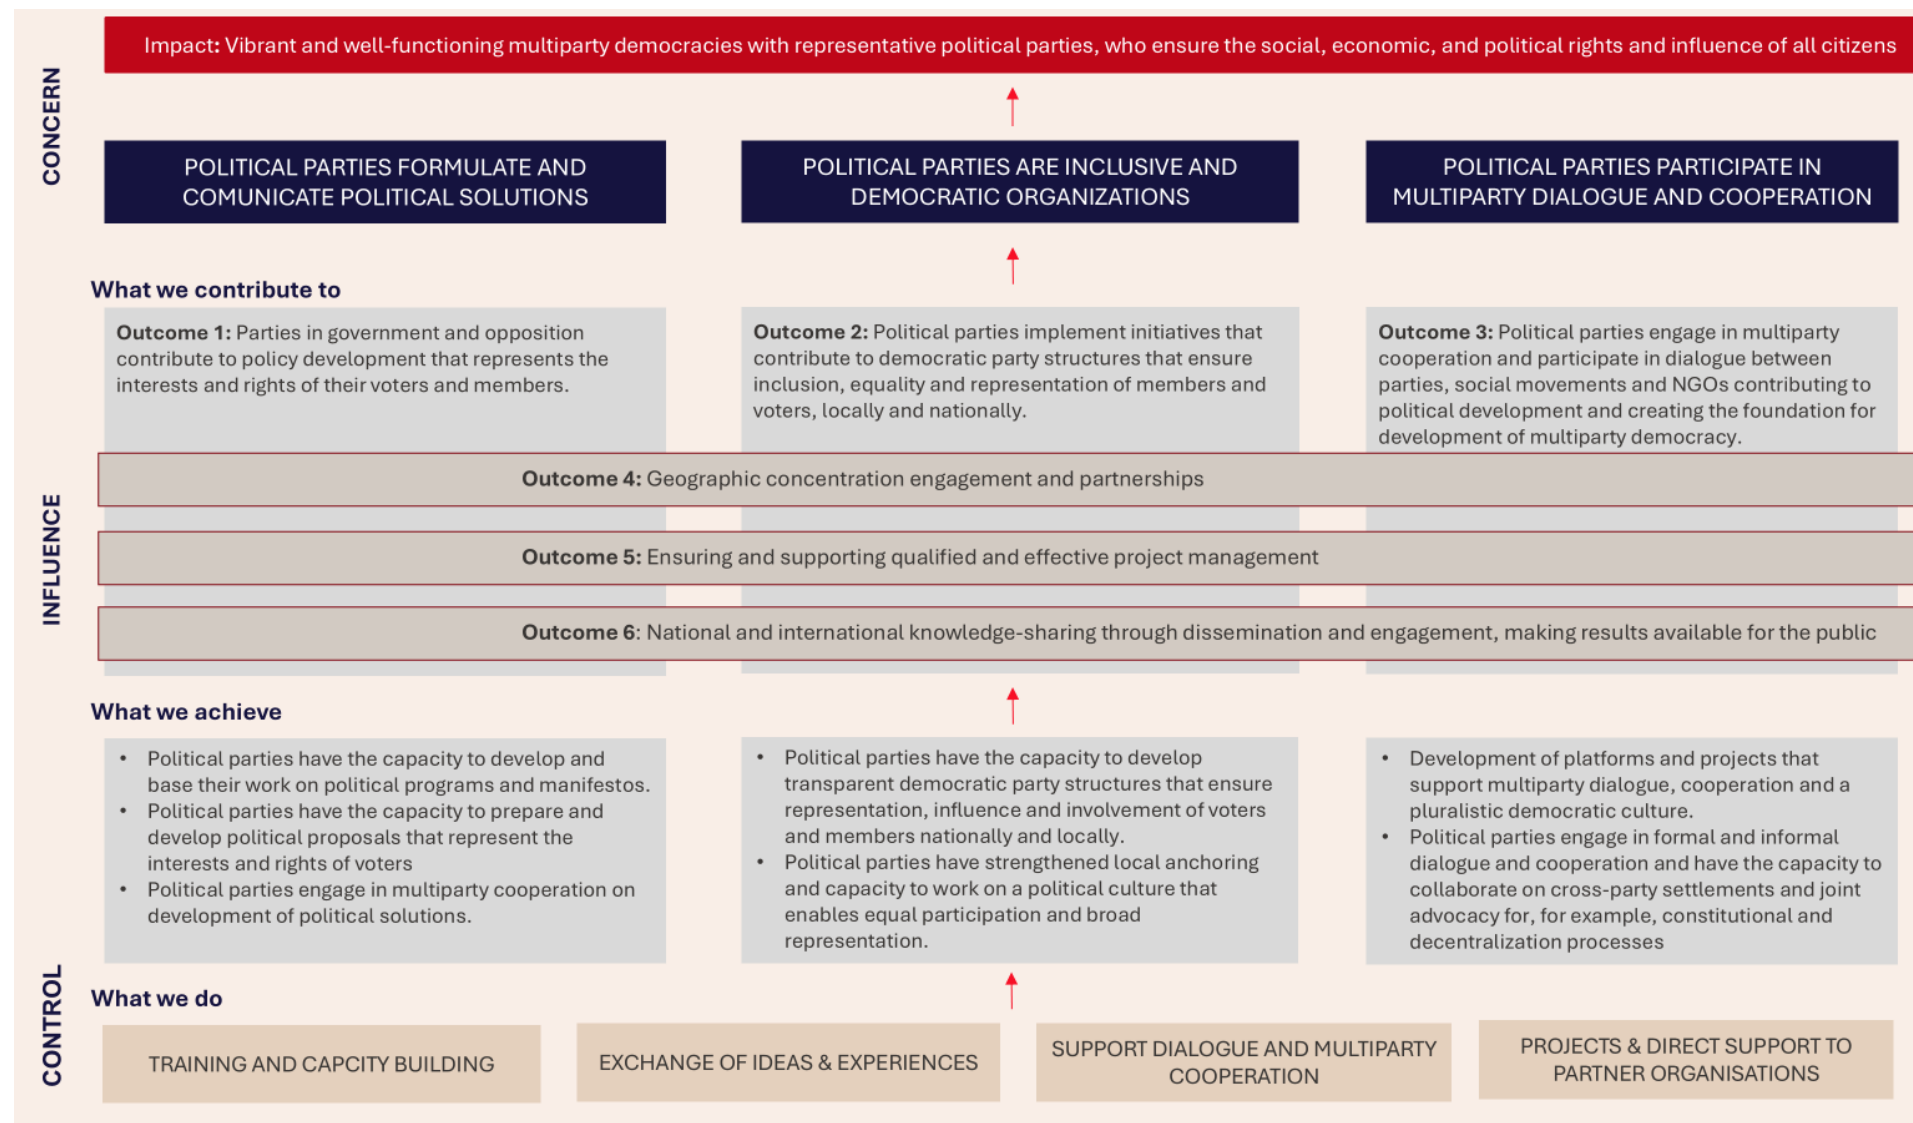 CONCERN
Impact: Vibrant and well-functioning multiparty democracies with representative political parties, who ensure the social, economic, and political rights and influence of all citizens
POLITICAL PARTIES FORMULATE AND
COMUNICATE POLITICAL SOLUTIONS
POLITICAL PARTIES ARE INCLUSIVE AND
DEMOCRATIC ORGANIZATIONS
POLITICAL PARTIES PARTICIPATE IN
MULTIPARTY DIALOGUE AND COOPERATION
INFLUENCE
What we contribute to
Outcome 1: Parties in government and opposition
contribute to policy development that represents the
interests and rights of their voters and members.
Outcome 2: Political parties implement initiatives that
contribute to democratic party structures that ensure
inclusion, equality and representation of members and
voters, locally and nationally.
Outcome 3: Political parties engage in multiparty
cooperation and participate in dialogue between
parties, social movements and NGOs contributing to
political development and creating the foundation for
development of multiparty democracy.
Outcome 4: Geographic concentration engagement and partnerships
Outcome 5: Ensuring and supporting qualified and effective project management
Outcome 6: National and international knowledge-sharing through dissemination and engagement, making results available for the public
What we achieve
• Political parties have the capacity to develop and
base their work on political programs and manifestos.
• Political parties have the capacity to prepare and
develop political proposals that represent the
interests and rights of voters
• Political parties engage in multiparty cooperation on
development of political solutions.
• Political parties have the capacity to develop
transparent democratic party structures that ensure
representation, influence and involvement of voters
and members nationally and locally.
• Political parties have strengthened local anchoring
and capacity to work on a political culture that
enables equal participation and broad
representation.
• Development of platforms and projects that
support multiparty dialogue, cooperation and a
pluralistic democratic culture.
• Political parties engage in formal and informal
dialogue and cooperation and have the capacity to
collaborate on cross-party settlements and joint
advocacy for, for example, constitutional and
decentralization processes
CONTROL
What we do
TRAINING AND CAPCITY BUILDING
EXCHANGE OF IDEAS & EXPERIENCES
SUPPORT DIALOGUE AND MULTIPARTY
COOPERATION
PROJECTS & DIRECT SUPPORT TO
PARTNER ORGANISATIONS